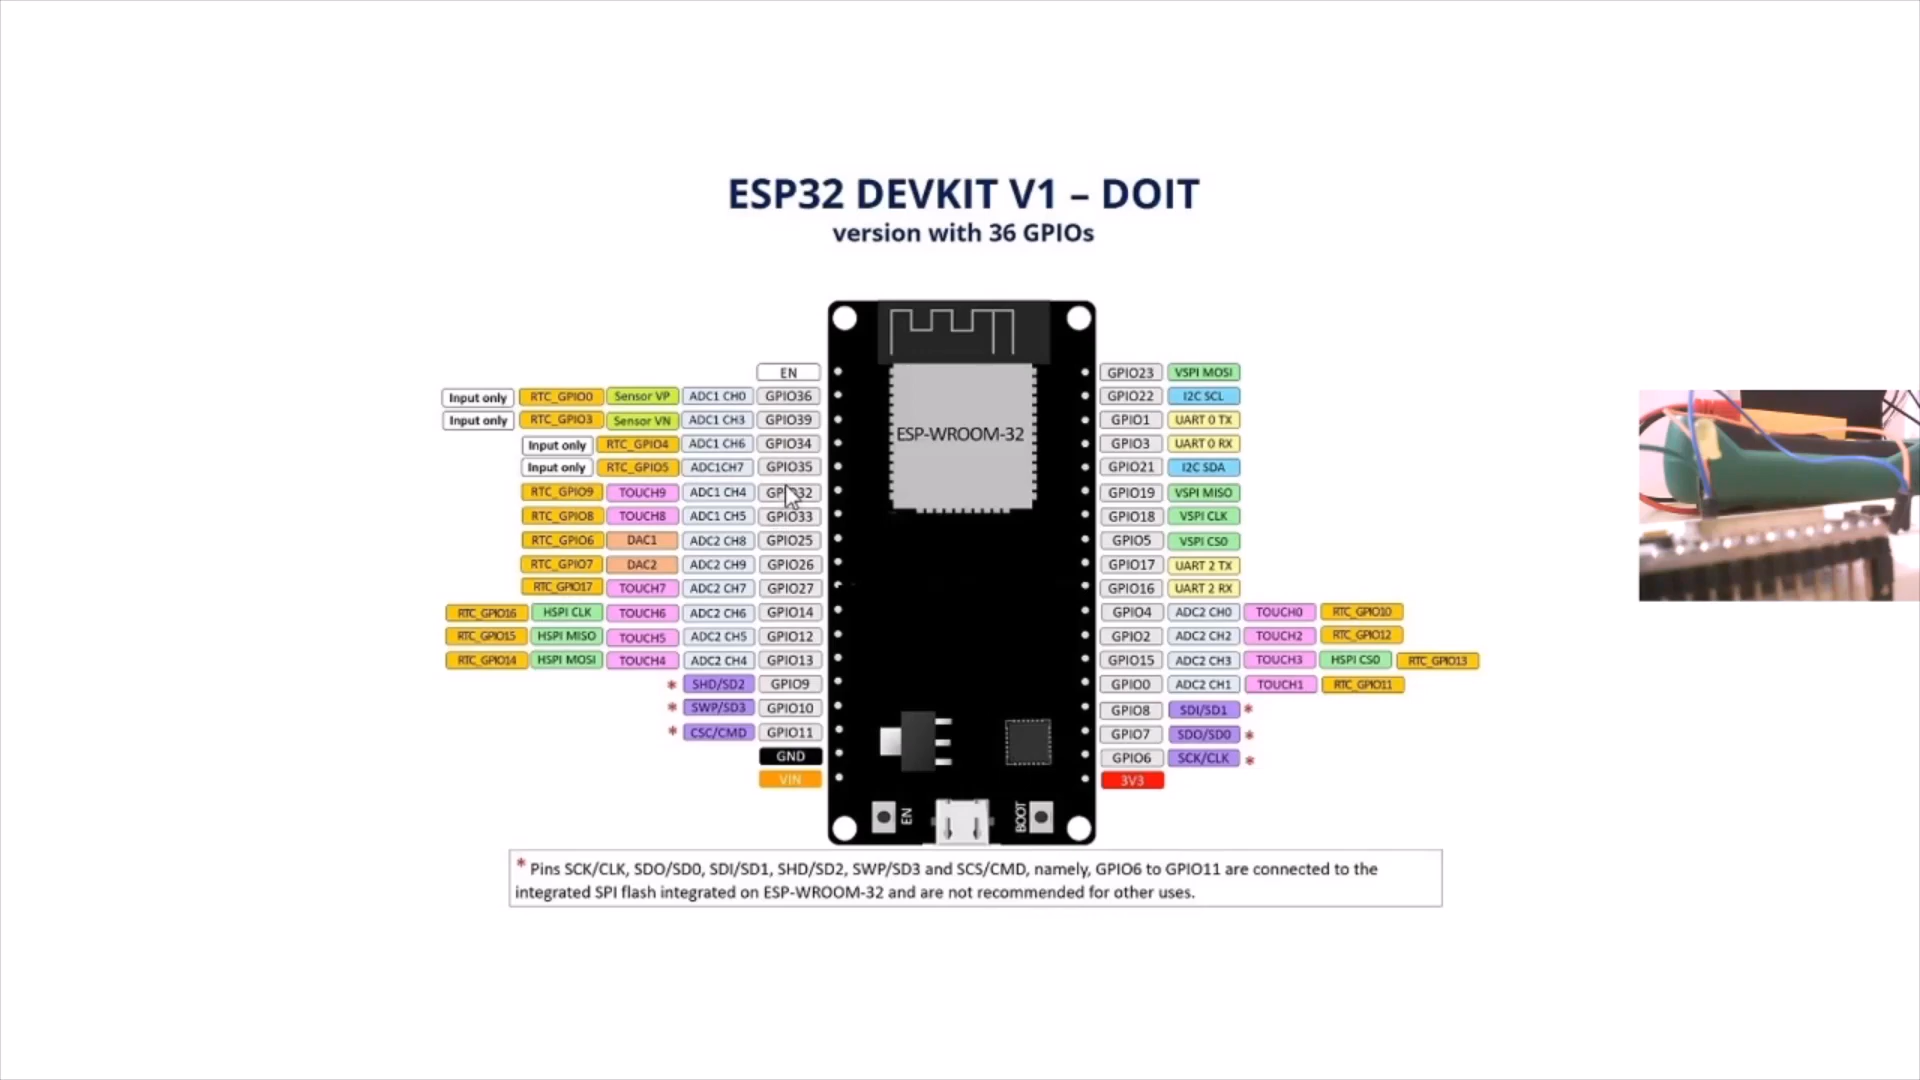 ESP32 DEVKIT V1 – DOIT
version with 36 GPIOs
EN
Input only RTC_GPIO0 Sensor VP ADC1 CH0 GPIO36
Input only RTC_GPIO3 Sensor VN ADC1 CH3 GPIO39
Input only RTC_GPIO4 ADC1 CH6 GPIO34
Input only RTC_GPIO5 ADC1CH7 GPIO35
RTC_GPIO9 TOUCH9 ADC1 CH4 GPIO32
RTC_GPIO8 TOUCH8 ADC1 CH5 GPIO33
RTC_GPIO6 DAC1 ADC2 CH8 GPIO25
RTC_GPIO7 DAC2 ADC2 CH9 GPIO26
RTC_GPIO17 TOUCH7 ADC2 CH7 GPIO27
RTC_GPIO16 HSPI CLK TOUCH6 ADC2 CH6 GPIO14
RTC_GPIO15 HSPI MISO TOUCH5 ADC2 CH5 GPIO12
RTC_GPIO14 HSPI MOSI TOUCH4 ADC2 CH4 GPIO13
* SHD/SD2 GPIO9
* SWP/SD3 GPIO10
* CSC/CMD GPIO11
GND
VIN
ESP-WROOM-32
EN
BOOT
GPIO23 VSPI MOSI
GPIO22 I2C SCL
GPIO1 UART 0 TX
GPIO3 UART 0 RX
GPIO21 I2C SDA
GPIO19 VSPI MISO
GPIO18 VSPI CLK
GPIO5 VSPI CS0
GPIO17 UART 2 TX
GPIO16 UART 2 RX
GPIO4 ADC2 CH0 TOUCH0 RTC_GPIO10
GPIO2 ADC2 CH2 TOUCH2 RTC_GPIO12
GPIO15 ADC2 CH3 TOUCH3 HSPI CS0 RTC_GPIO13
GPIO0 ADC2 CH1 TOUCH1 RTC_GPIO11
GPIO8 SDI/SD1 *
GPIO7 SDO/SD0 *
GPIO6 SCK/CLK *
3V3
* Pins SCK/CLK, SDO/SD0, SDI/SD1, SHD/SD2, SWP/SD3 and SCS/CMD, namely, GPIO6 to GPIO11 are connected to the
integrated SPI flash integrated on ESP-WROOM-32 and are not recommended for other uses.